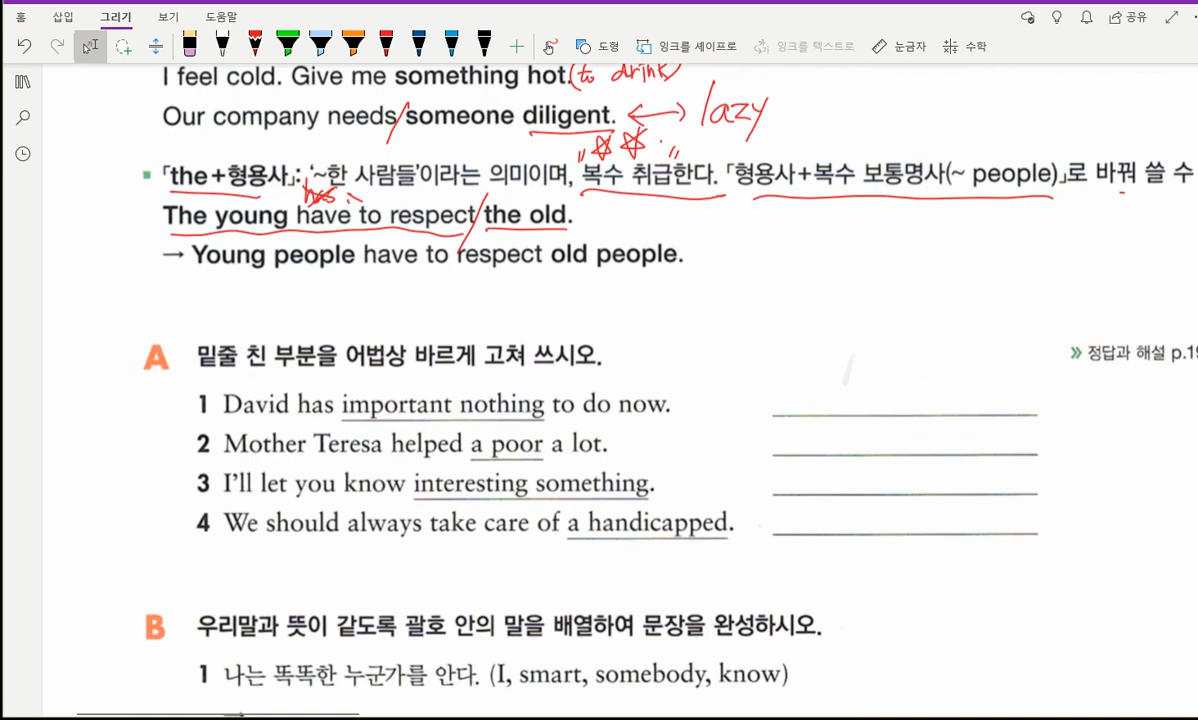 홈 삽입 그리기 보기 도움말 공유
도형 잉크를 셰이프로 잉크를 텍스트로 눈금자 수학
I feel cold. Give me something hot. (to drink)
Our company needs/someone diligent. ↔ lazy
「the+형용사」: '~한 사람들'이라는 의미이며, 복수 취급한다. 「형용사+복수 보통명사(~ people)」로 바꿔 쓸 수
has
The young have to respect/the old.
→ Young people have to respect old people.
A 밑줄 친 부분을 어법상 바르게 고쳐 쓰시오.
» 정답과 해설 p.19
1 David has important nothing to do now.
2 Mother Teresa helped a poor a lot.
3 I'll let you know interesting something.
4 We should always take care of a handicapped.
B 우리말과 뜻이 같도록 괄호 안의 말을 배열하여 문장을 완성하시오.
1 나는 똑똑한 누군가를 안다. (I, smart, somebody, know)